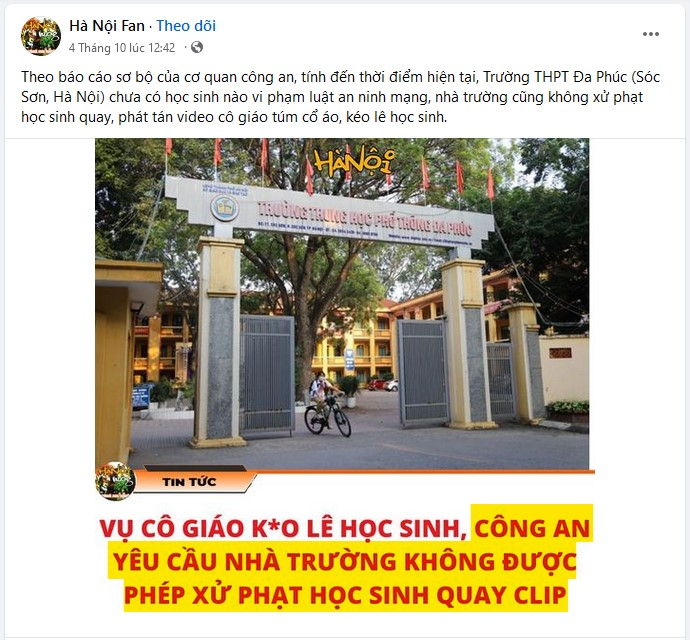 Hà Nội Fan · Theo dõi
4 Tháng 10 lúc 12:42 ·
Theo báo cáo sơ bộ của cơ quan công an, tính đến thời điểm hiện tại, Trường THPT Đa Phúc (Sóc
Sơn, Hà Nội) chưa có học sinh nào vi phạm luật an ninh mạng, nhà trường cũng không xử phạt
học sinh quay, phát tán video cô giáo túm cổ áo, kéo lê học sinh.
HÀNỘI
TRƯỜNG TRUNG HỌC PHỔ THÔNG ĐA PHÚC
TIN TỨC
VỤ CÔ GIÁO K*O LÊ HỌC SINH, CÔNG AN
YÊU CẦU NHÀ TRƯỜNG KHÔNG ĐƯỢC
PHÉP XỬ PHẠT HỌC SINH QUAY CLIP